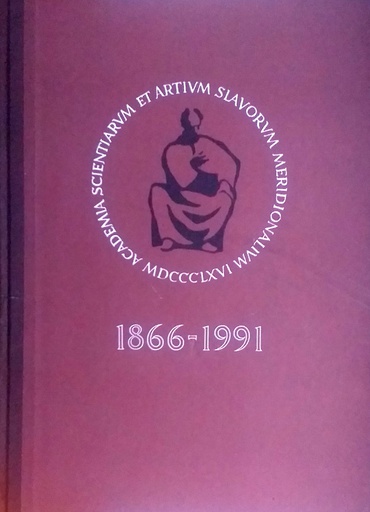 ACADEMIA SCIENTIARVM ET ARTIVM SLAVORVM MERIDIONALIVM MDCCCLXVI
1866-1991